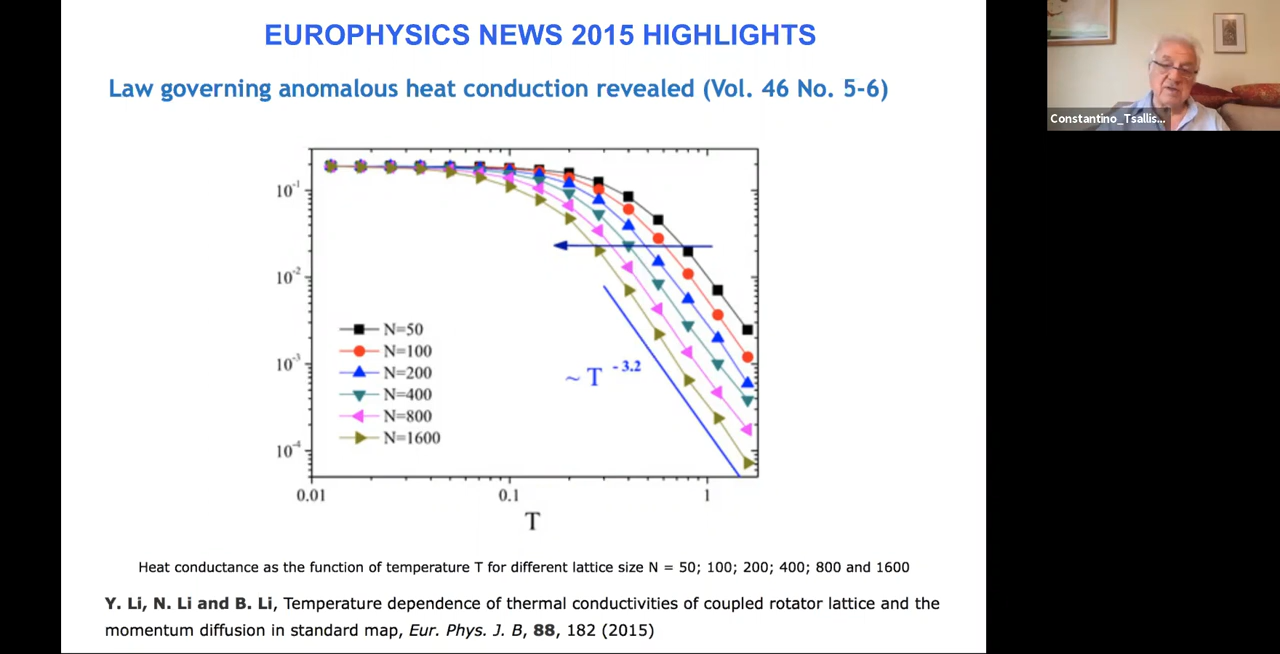 EUROPHYSICS NEWS 2015 HIGHLIGHTS
Law governing anomalous heat conduction revealed (Vol. 46 No. 5-6)
Constantino_Tsallis...
10⁻¹
10⁻²
10⁻³
10⁻⁴
N=50
N=100
N=200
N=400
N=800
N=1600
~ T ⁻³·²
0.01
0.1
1
T
Heat conductance as the function of temperature T for different lattice size N = 50; 100; 200; 400; 800 and 1600
Y. Li, N. Li and B. Li, Temperature dependence of thermal conductivities of coupled rotator lattice and the
momentum diffusion in standard map, Eur. Phys. J. B, 88, 182 (2015)